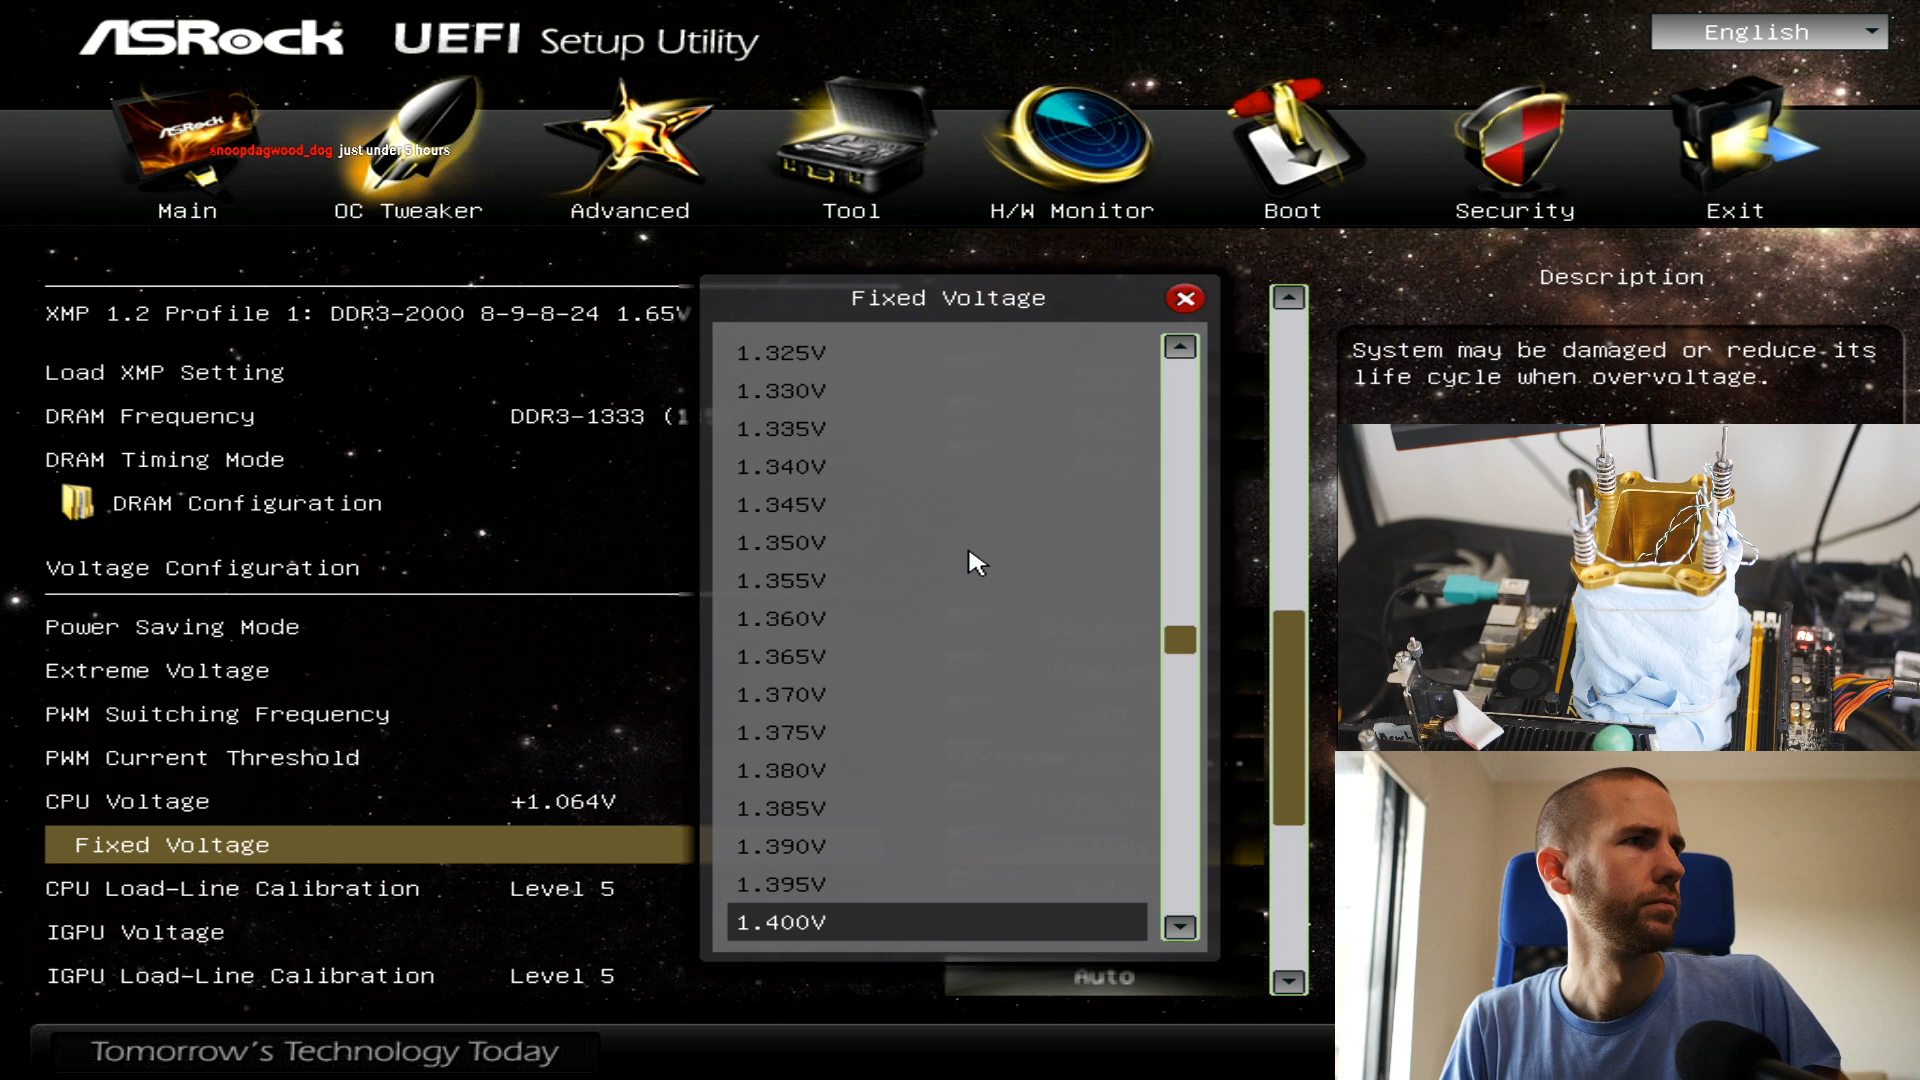 ASRock UEFI Setup Utility
English
ASRock
snoopdagwood_dog just under 5 hours
Main
OC Tweaker
Advanced
Tool
H/W Monitor
Boot
Security
Exit
XMP 1.2 Profile 1: DDR3-2000 8-9-8-24 1.65V
Load XMP Setting
DRAM Frequency DDR3-1333 (1
DRAM Timing Mode
DRAM Configuration
Voltage Configuration
Power Saving Mode
Extreme Voltage
PWM Switching Frequency
PWM Current Threshold
CPU Voltage +1.064V
Fixed Voltage
CPU Load-Line Calibration Level 5
IGPU Voltage
IGPU Load-Line Calibration Level 5
Fixed Voltage
1.325V
1.330V
1.335V
1.340V
1.345V
1.350V
1.355V
1.360V
1.365V
1.370V
1.375V
1.380V
1.385V
1.390V
1.395V
1.400V
Auto
Description
System may be damaged or reduce its
life cycle when overvoltage.
Tomorrow's Technology Today